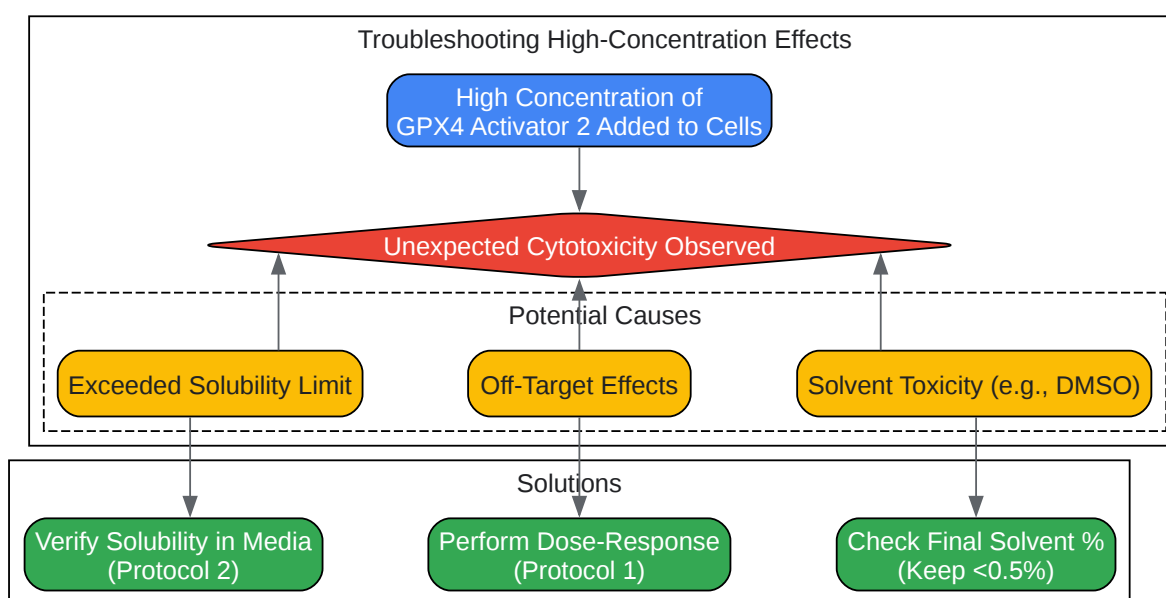 Troubleshooting High-Concentration Effects
High Concentration of
GPX4 Activator 2 Added to Cells
Unexpected Cytotoxicity Observed
Potential Causes
Exceeded Solubility Limit
Off-Target Effects
Solvent Toxicity (e.g., DMSO)
Solutions
Verify Solubility in Media
(Protocol 2)
Perform Dose-Response
(Protocol 1)
Check Final Solvent %
(Keep <0.5%)